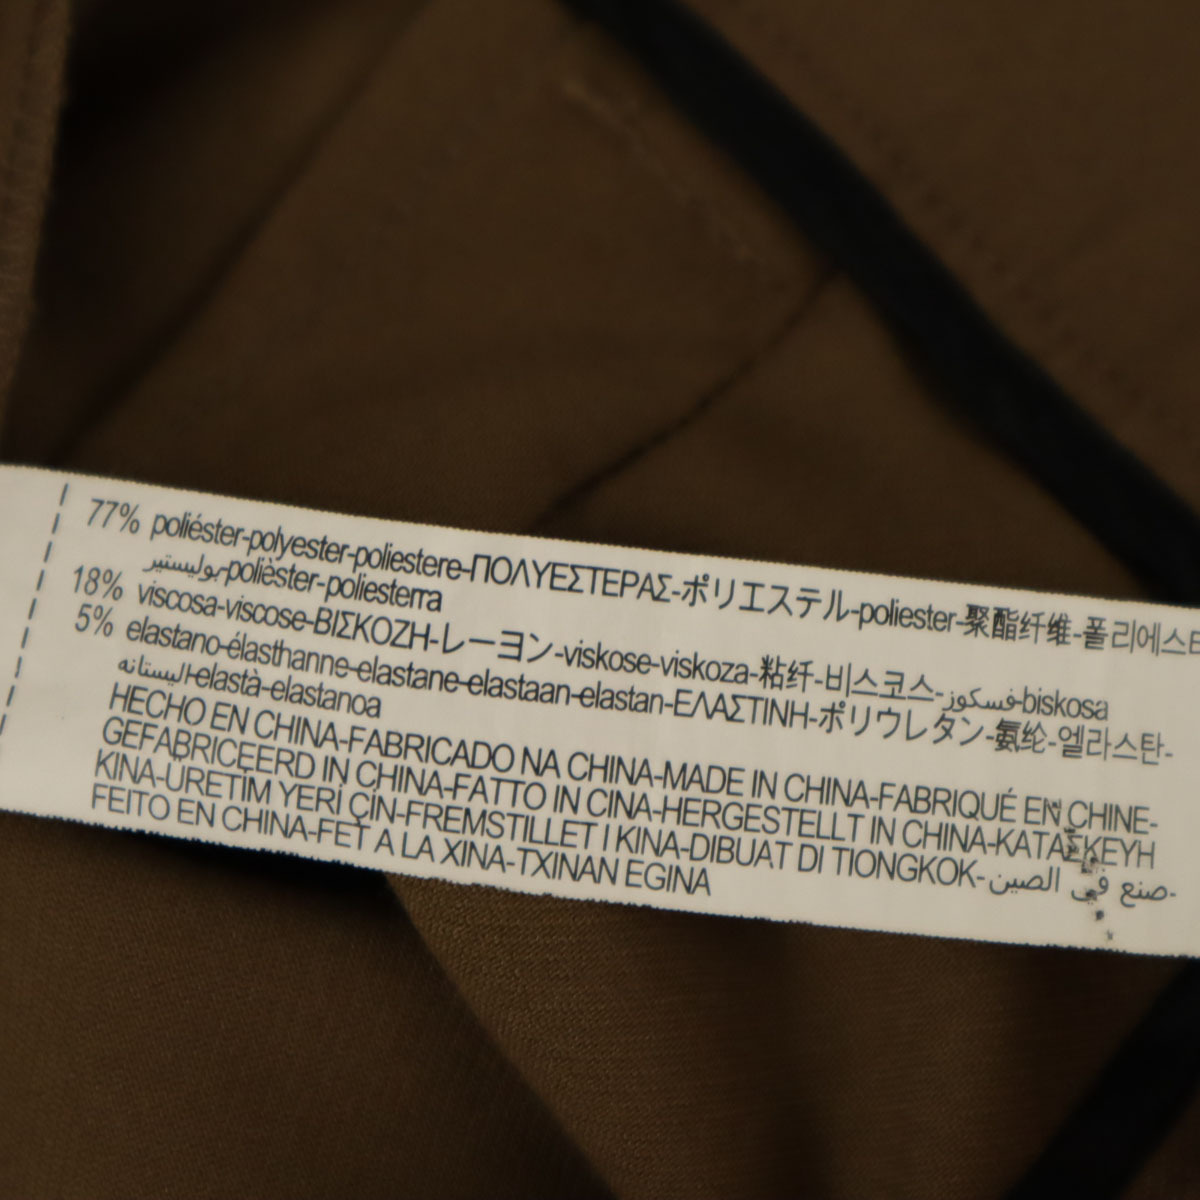 77% poliéster-polyester-poliestere-ΠΟΛΥΕΣΤΕΡΑΣ-ポリエステル-poliester-聚酯纤维-폴리에스테
بوليستير-polièster-poliesterra
18% viscosa-viscose-ΒΙΣΚΟΖΗ-レーヨン-viskose-viskoza-粘纤-비스코스-فسكوز-biskosa
5% elastano-élasthanne-elastane-elastaan-elastan-ΕΛΑΣΤΙΝΗ-ポリウレタン-氨纶-엘라스탄-
اليستانه-elastà-elastanoa
HECHO EN CHINA-FABRICADO NA CHINA-MADE IN CHINA-FABRIQUÉ EN CHINE-
GEFABRICEERD IN CHINA-FATTO IN CINA-HERGESTELLT IN CHINA-ΚΑΤΑΣΚΕΥΗ
KINA-ÜRETİM YERİ ÇİN-FREMSTILLET I KINA-DIBUAT DI TIONGKOK-صنع في الصين-
FEITO EN CHINA-FET A LA XINA-TXINAN EGINA